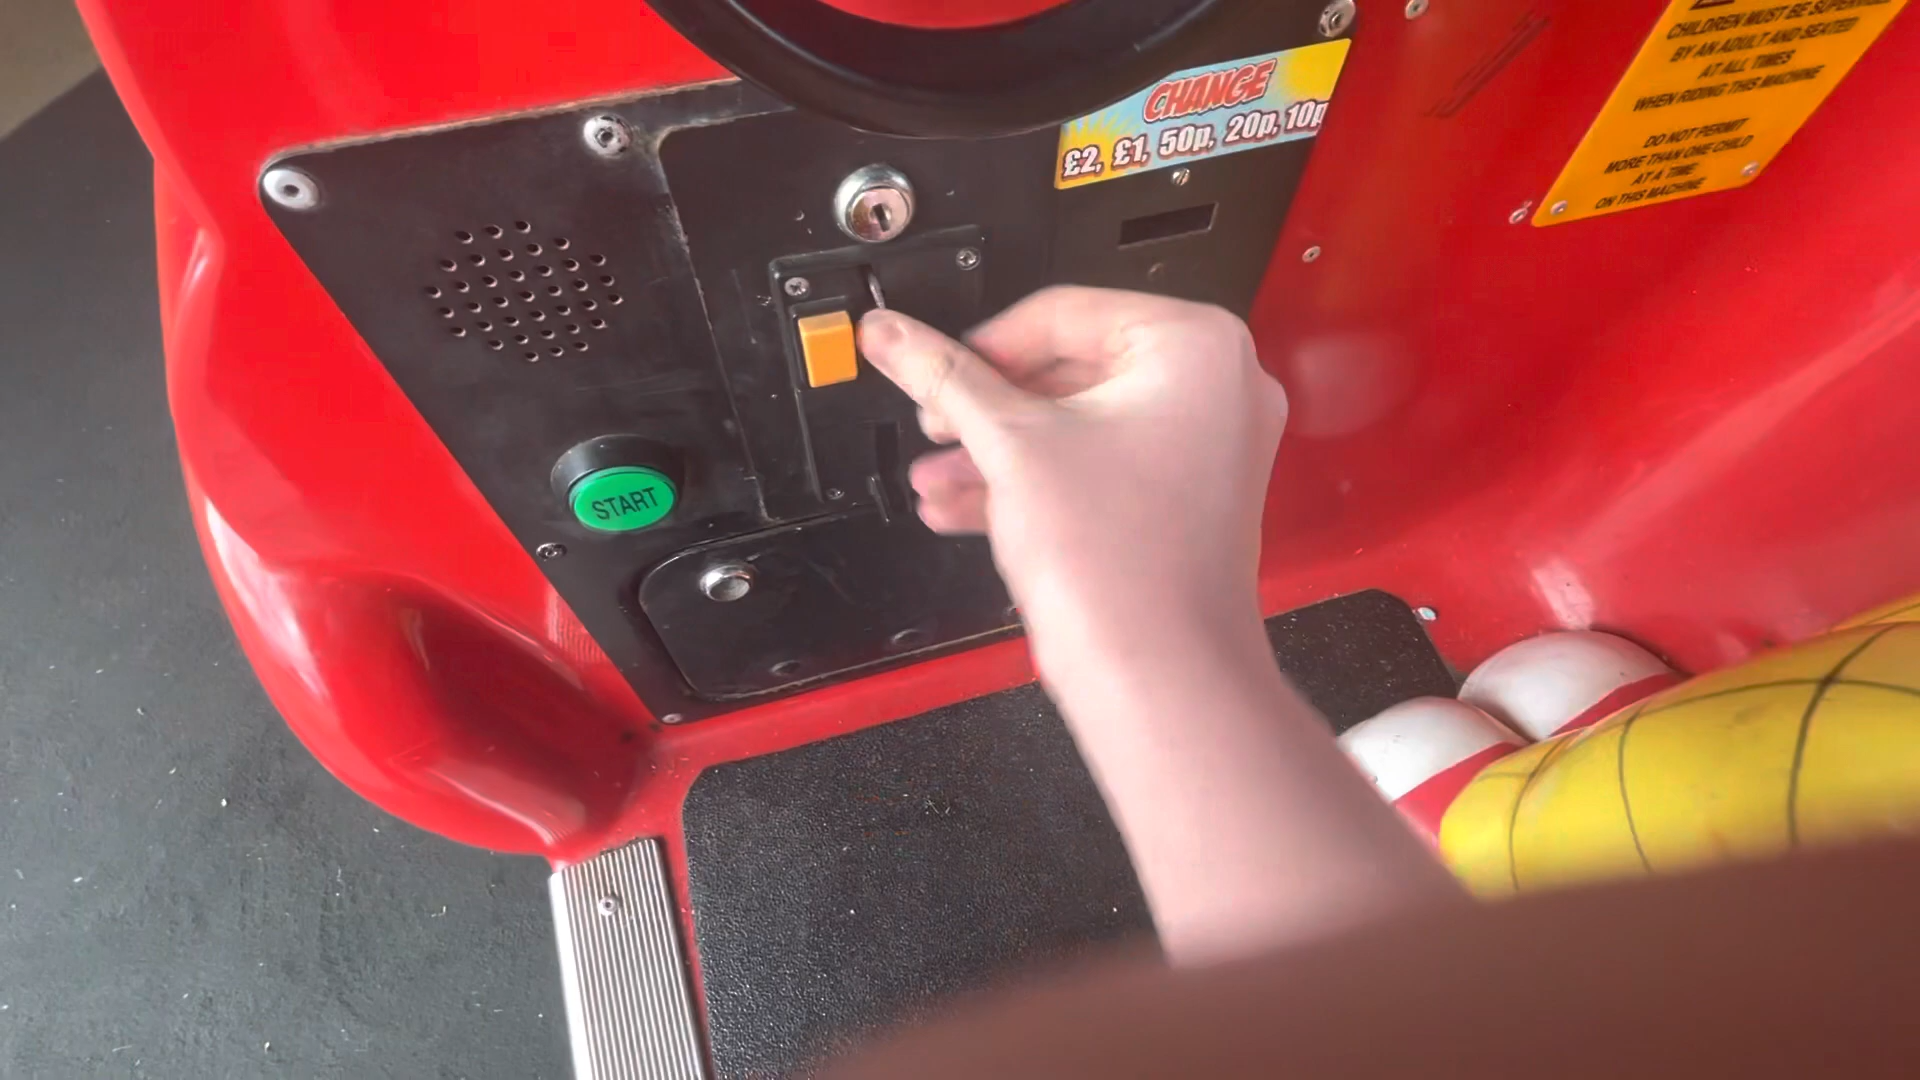 CHANGE
£2, £1, 50p, 20p, 10p
CHILDREN MUST BE SUPERVISED
BY AN ADULT AND SEATED
AT ALL TIMES
WHEN RIDING THIS MACHINE
DO NOT PERMIT
MORE THAN ONE CHILD
AT A TIME
ON THIS MACHINE
START